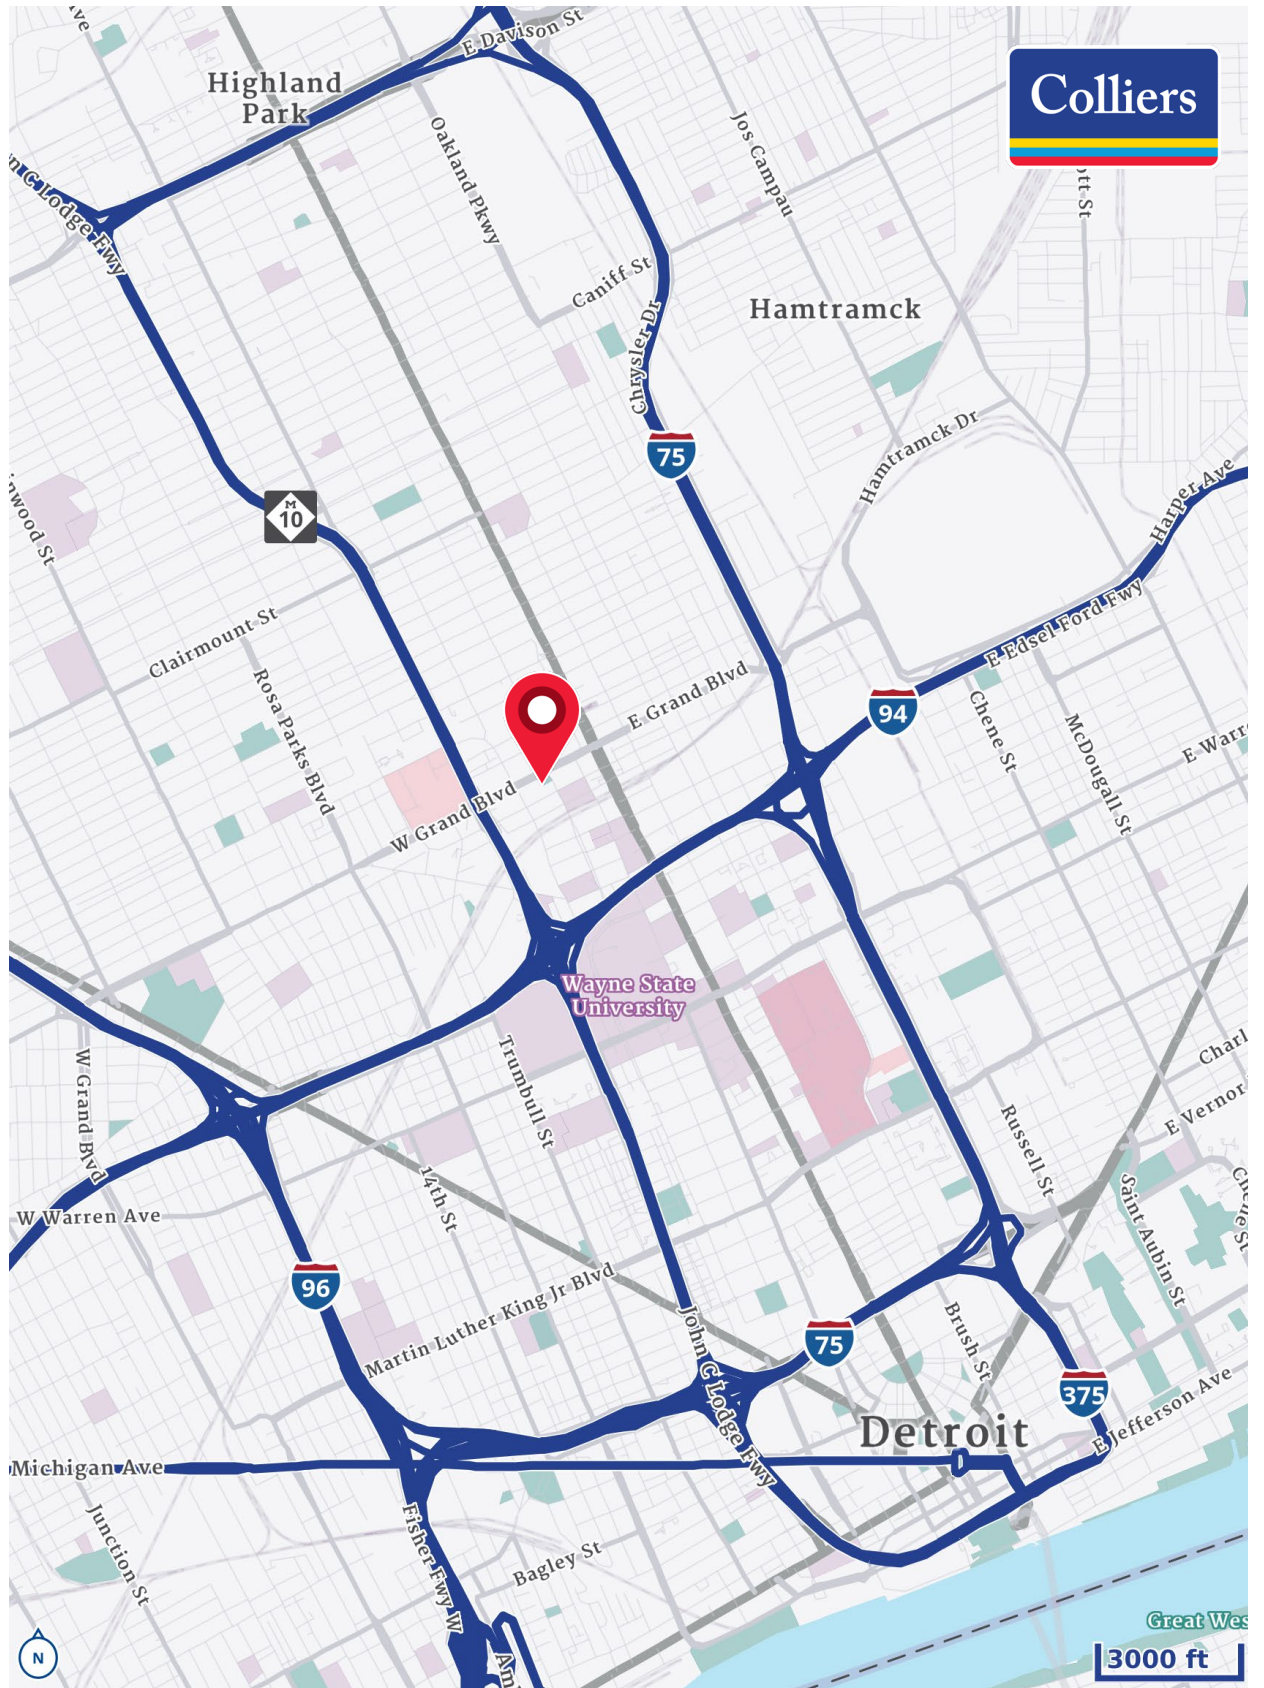 E Davison St
Highland
Park
Colliers
Oakland Pkwy
Jos Campau
C Lodge Fwy
Caniff St
Hamtramck
Chrysler Dr
75
Hamtramck Dr
Harper Ave
M
10
Clairmount St
E Edsel Ford Fwy
Rosa Parks Blvd
E Grand Blvd
94
Chene St
McDougall St
W Grand Blvd
Wayne State
University
W Grand Blvd
Trumbull St
14th St
Russell St
E Vernor
Saint Aubin St
W Warren Ave
96
Martin Luther King Jr Blvd
John C Lodge Fwy
75
Brush St
375
Detroit
E Jefferson Ave
Michigan Ave
Junction St
Fisher Fwy W
Bagley St
N
3000 ft